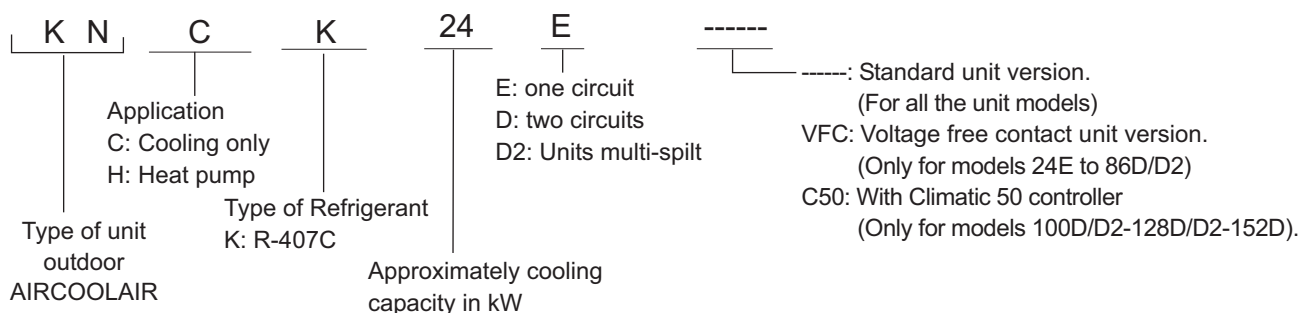 K N C K 24 E ------
------: Standard unit version.
(For all the unit models)
VFC: Voltage free contact unit version.
(Only for models 24E to 86D/D2)
C50: With Climatic 50 controller
(Only for models 100D/D2-128D/D2-152D).
E: one circuit
D: two circuits
D2: Units multi-spilt
Application
C: Cooling only
H: Heat pump
Type of Refrigerant
K: R-407C
Type of unit
outdoor
AIRCOOLAIR
Approximately cooling
capacity in kW